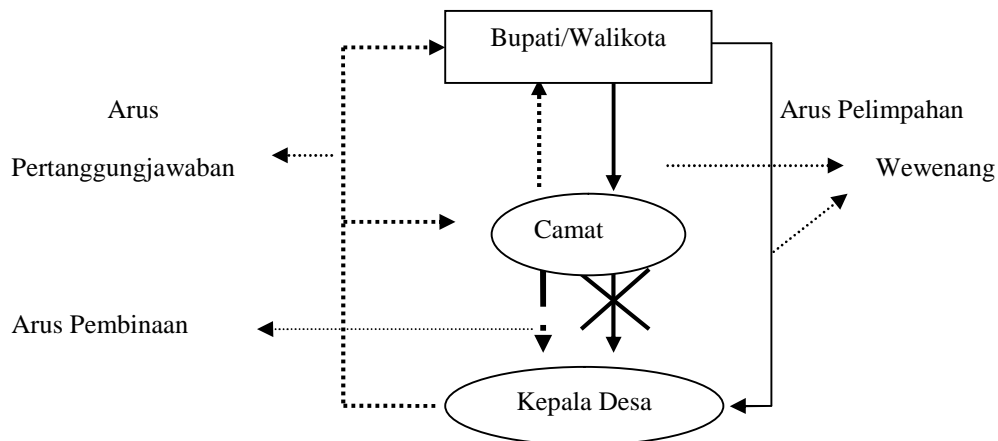 Bupati/Walikota
Arus
Pertanggungjawaban
Arus Pelimpahan
Wewenang
Camat
Arus Pembinaan
Kepala Desa